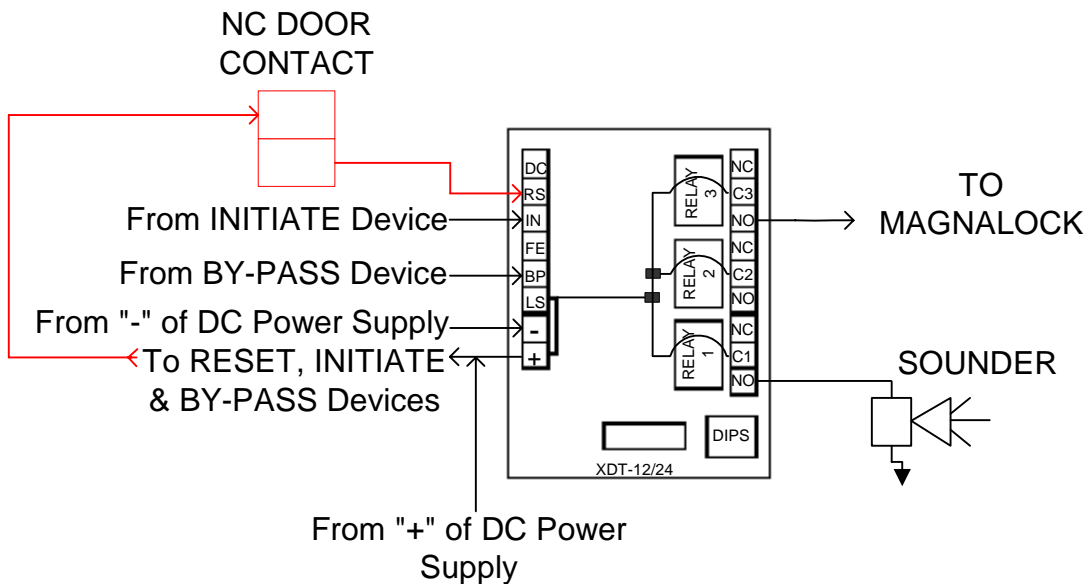 NC DOOR
CONTACT
DC
RS
IN
FE
BP
LS
-
+
From INITIATE Device
From BY-PASS Device
From "-" of DC Power Supply
To RESET, INITIATE
& BY-PASS Devices
From "+" of DC Power
Supply
RELAY
3
RELAY
2
RELAY
1
NC
C3
NO
NC
C2
NO
NC
C1
NO
DIPS
XDT-12/24
TO
MAGNALOCK
SOUNDER